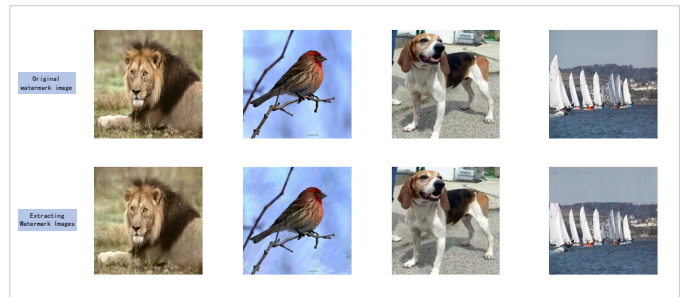 Original
watermark image
Extracting
Watermark Images